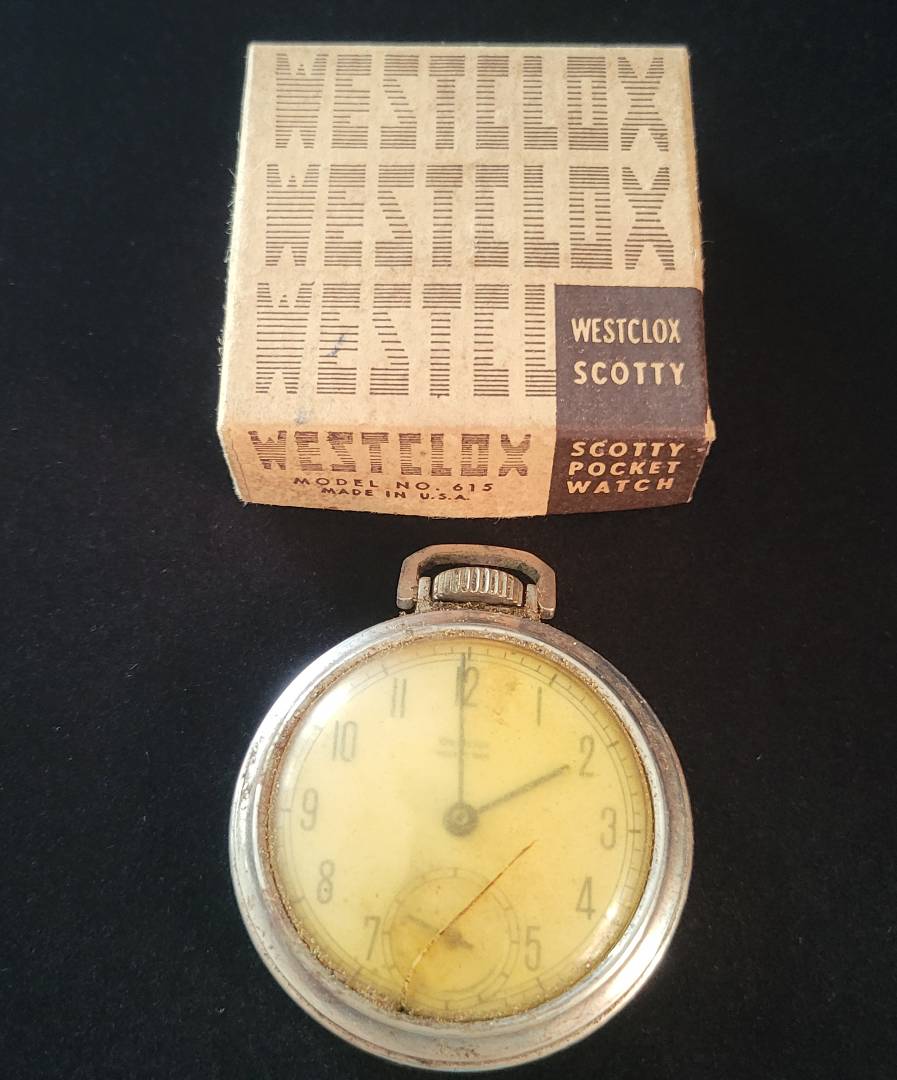 WESTCLOX
WESTCLOX
WESTCL
WESTCLOX
SCOTTY
WESTCLOX
MODEL NO. 615
MADE IN U.S.A.
SCOTTY
POCKET
WATCH
12
11
1
10
2
9
3
8
4
7
5